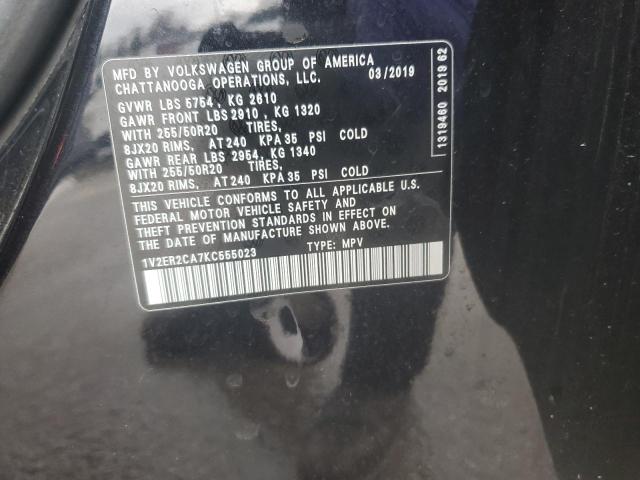 MFD BY VOLKSWAGEN GROUP OF AMERICA
CHATTANOOGA OPERATIONS, LLC. 03/2019
GVWR LBS 5754, KG 2610
GAWR FRONT LBS 2910, KG 1320
WITH 255/50R20 TIRES,
8JX20 RIMS, AT 240 KPA 35 PSI COLD
GAWR REAR LBS 2954, KG 1340
WITH 255/50R20 TIRES,
8JX20 RIMS, AT 240 KPA 35 PSI COLD
THIS VEHICLE CONFORMS TO ALL APPLICABLE U.S.
FEDERAL MOTOR VEHICLE SAFETY AND
THEFT PREVENTION STANDARDS IN EFFECT ON
THE DATE OF MANUFACTURE SHOWN ABOVE.
1V2ER2CA7KC555023 TYPE: MPV
1319460 2019 62